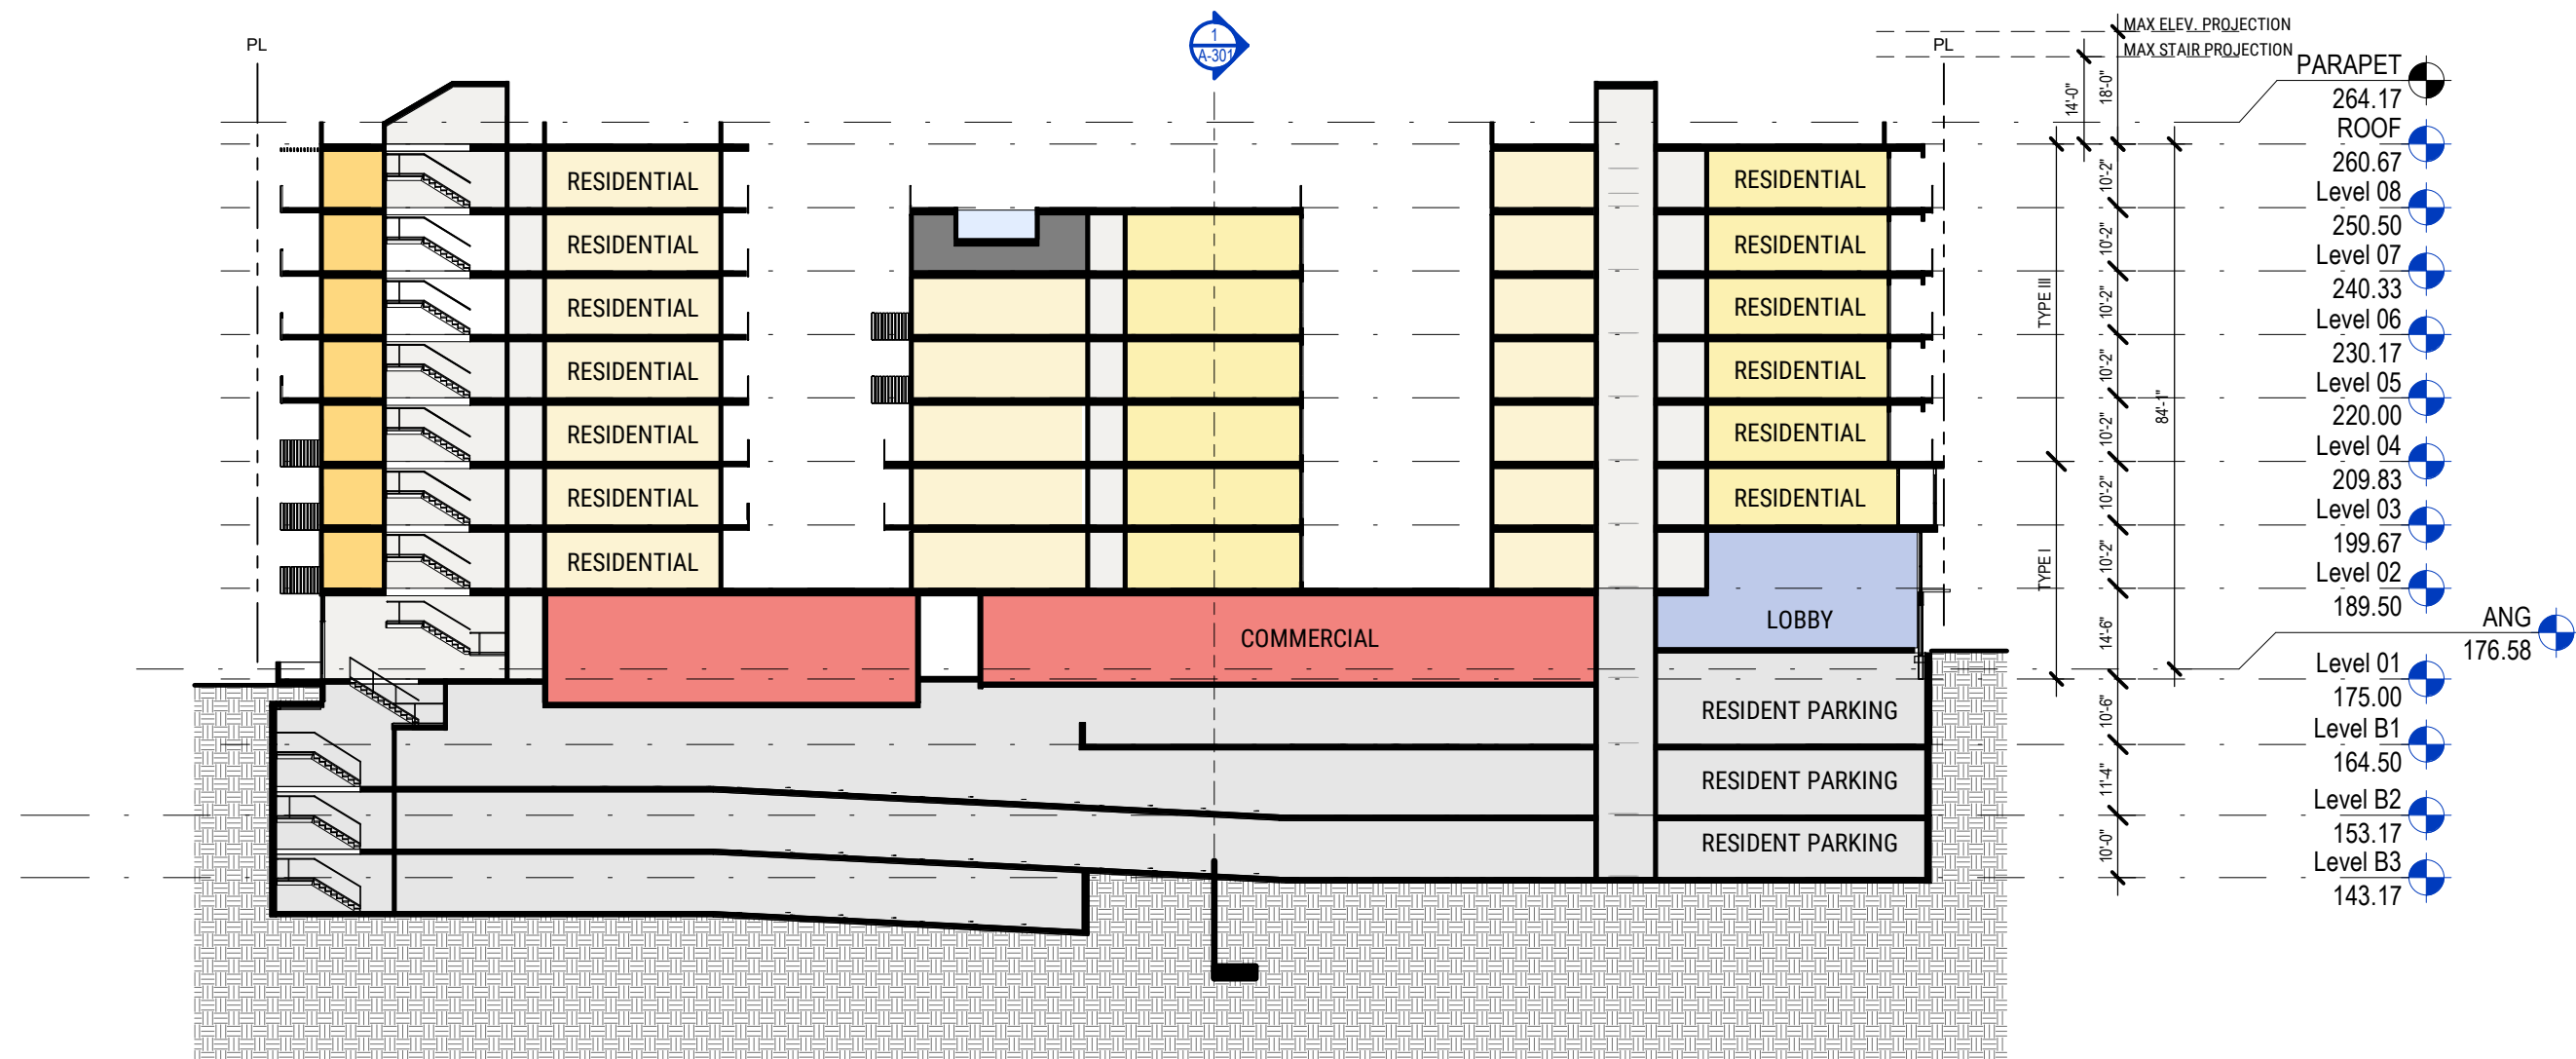 MAX ELEV. PROJECTION
MAX STAIR PROJECTION
PL
1
A-301
PL
PARAPET
264.17
ROOF
260.67
Level 08
250.50
Level 07
240.33
Level 06
230.17
Level 05
220.00
Level 04
209.83
Level 03
199.67
Level 02
189.50
ANG
176.58
Level 01
175.00
Level B1
164.50
Level B2
153.17
Level B3
143.17
14'-0"
18'-0"
10'-2"
10'-2"
10'-2"
10'-2"
10'-2"
10'-2"
10'-2"
14'-6"
10'-6"
11'-4"
10'-0"
TYPE III
TYPE I
84'-1"
RESIDENTIAL
RESIDENTIAL
RESIDENTIAL
RESIDENTIAL
RESIDENTIAL
RESIDENTIAL
RESIDENTIAL
RESIDENTIAL
RESIDENTIAL
RESIDENTIAL
RESIDENTIAL
RESIDENTIAL
RESIDENTIAL
LOBBY
COMMERCIAL
RESIDENT PARKING
RESIDENT PARKING
RESIDENT PARKING